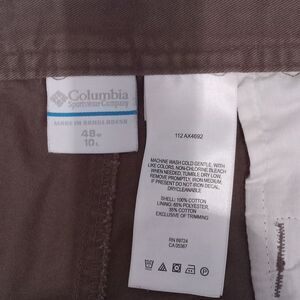 Columbia
Sportswear Company
MADE IN BANGLADESH
48W
10L
112 AX4692
MACHINE WASH COLD GENTLE, WITH
LIKE COLORS, NON-CHLORINE BLEACH
WHEN NEEDED, TUMBLE DRY LOW,
REMOVE PROMPTLY, IRON MEDIUM,
IF PRESENT DO NOT IRON DECAL,
DRYCLEANABLE
SHELL: 100% COTTON
LINING: 65% POLYESTER,
35% COTTON
EXCLUSIVE OF TRIMMING
RN 69724
CA 05367